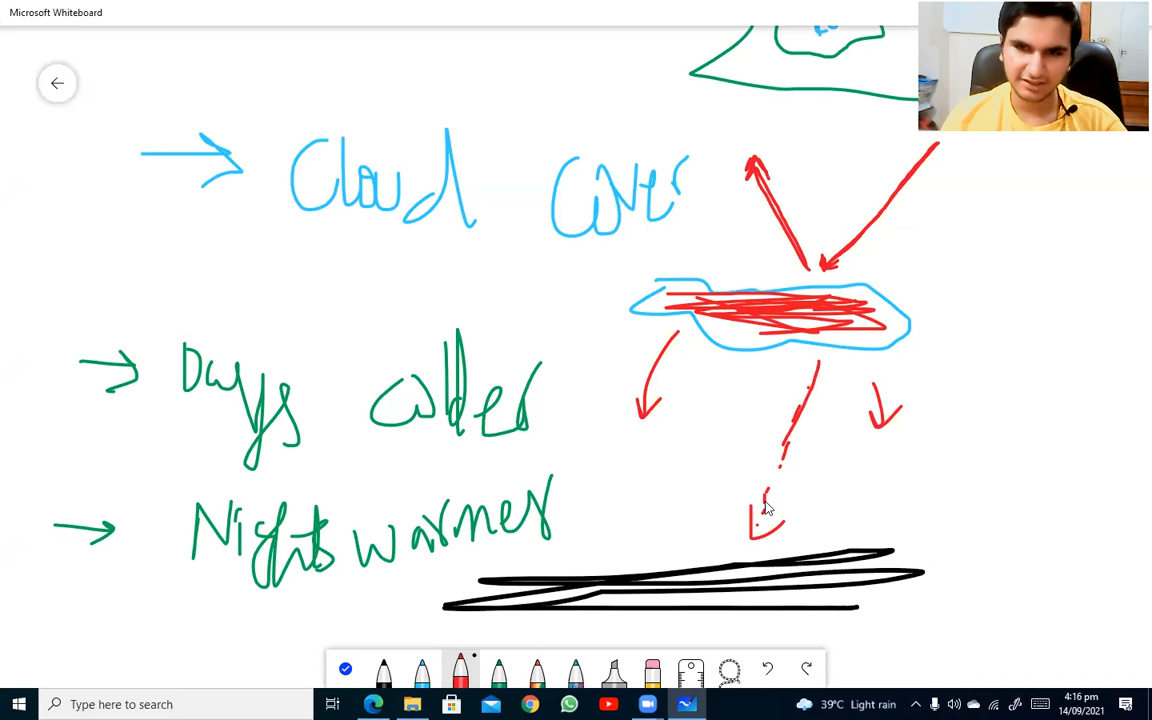 Microsoft Whiteboard
→ Cloud cover
→ Days colder
→ Nights warmer
Type here to search
39°C Light rain
4:16 pm
14/09/2021